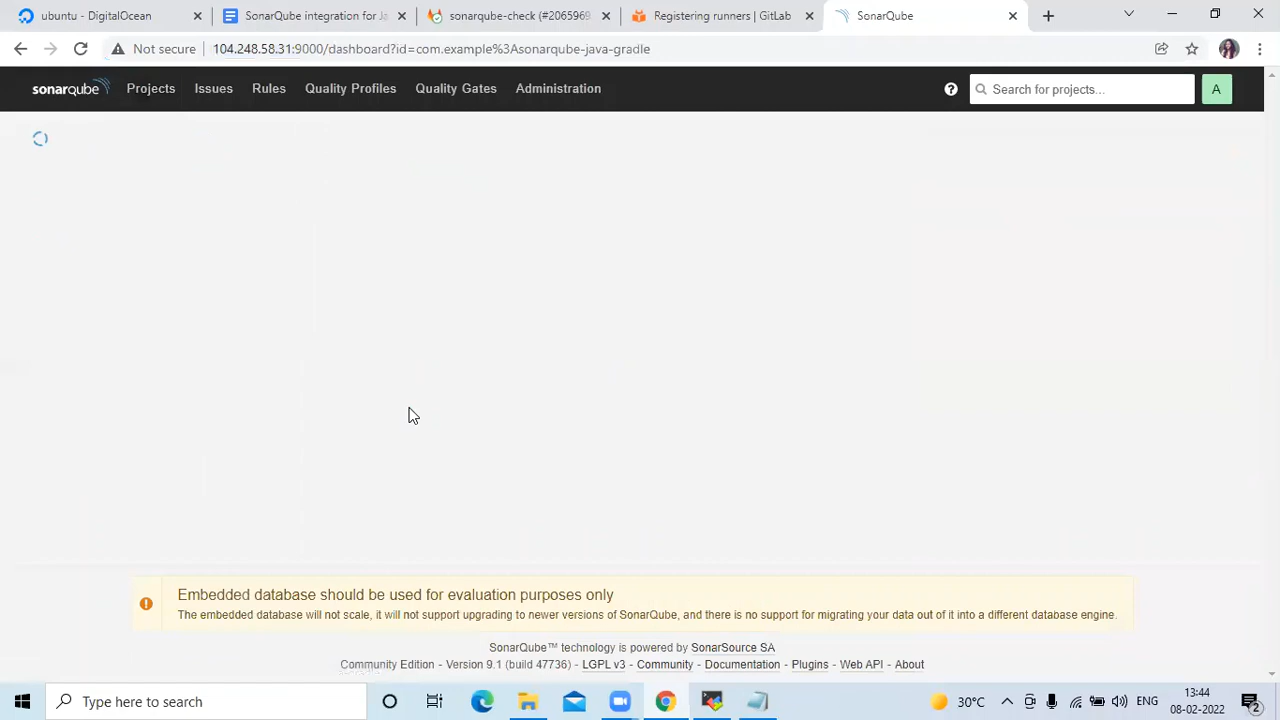 ubuntu - DigitalOcean
SonarQube integration for Ja
sonarqube-check (#2065969
Registering runners | GitLab
SonarQube
Not secure
104.248.58.31:9000/dashboard?id=com.example%3Asonarqube-java-gradle
sonarqube
Projects
Issues
Rules
Quality Profiles
Quality Gates
Administration
Search for projects...
A
Embedded database should be used for evaluation purposes only
The embedded database will not scale, it will not support upgrading to newer versions of SonarQube, and there is no support for migrating your data out of it into a different database engine.
SonarQube™ technology is powered by SonarSource SA
Community Edition - Version 9.1 (build 47736) - LGPL v3 - Community - Documentation - Plugins - Web API - About
Type here to search
30°C
ENG
13:44
08-02-2022
2